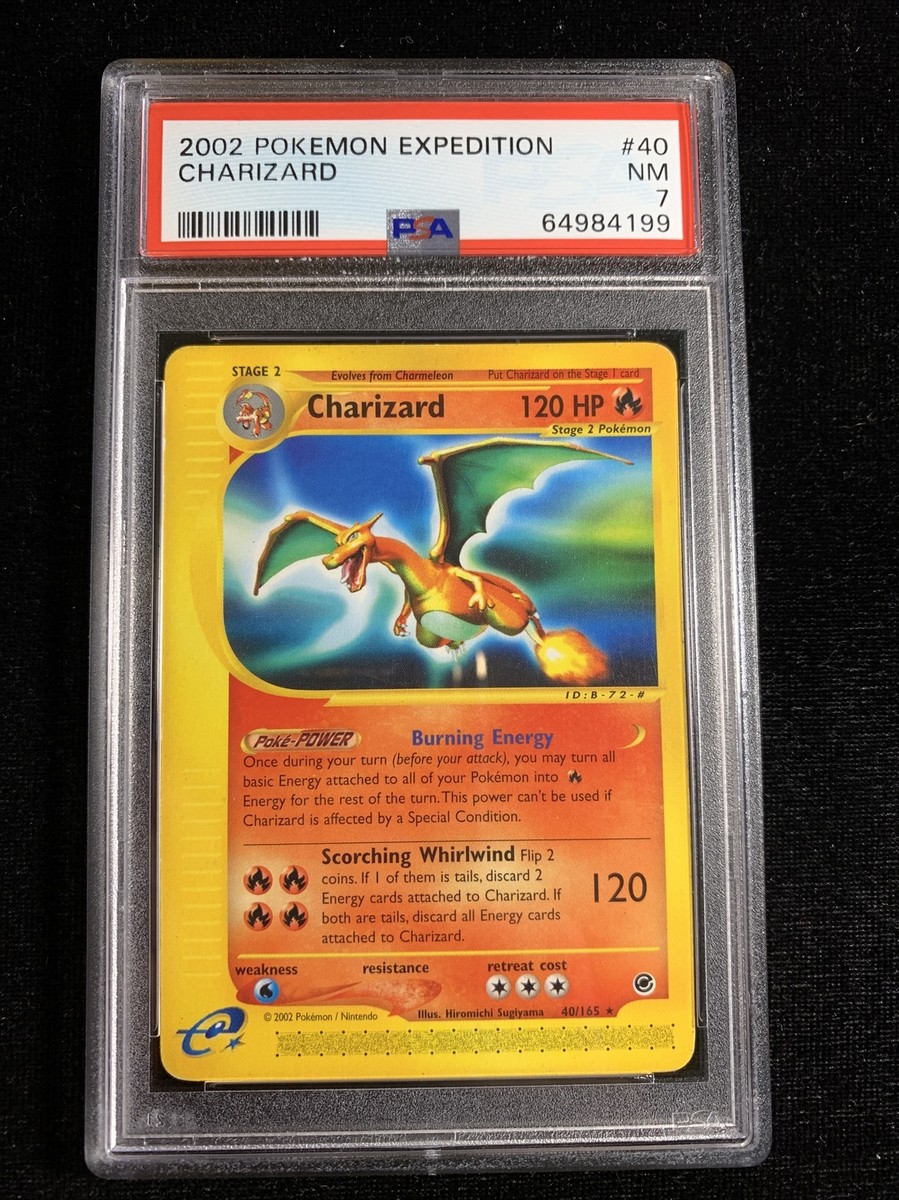 2002 POKEMON EXPEDITION #40
CHARIZARD NM
7
PSA 64984199
STAGE 2 Evolves from Charmeleon Put Charizard on the Stage 1 card
Charizard 120 HP
Stage 2 Pokémon
ID:B-72-#
Poké-POWER Burning Energy
Once during your turn (before your attack), you may turn all
basic Energy attached to all of your Pokémon into
Energy for the rest of the turn. This power can't be used if
Charizard is affected by a Special Condition.
Scorching Whirlwind Flip 2
coins. If 1 of them is tails, discard 2
Energy cards attached to Charizard. If
both are tails, discard all Energy cards
attached to Charizard.
120
weakness resistance retreat cost
© 2002 Pokémon / Nintendo Illus. Hiromichi Sugiyama 40/165 ★
e
PSA